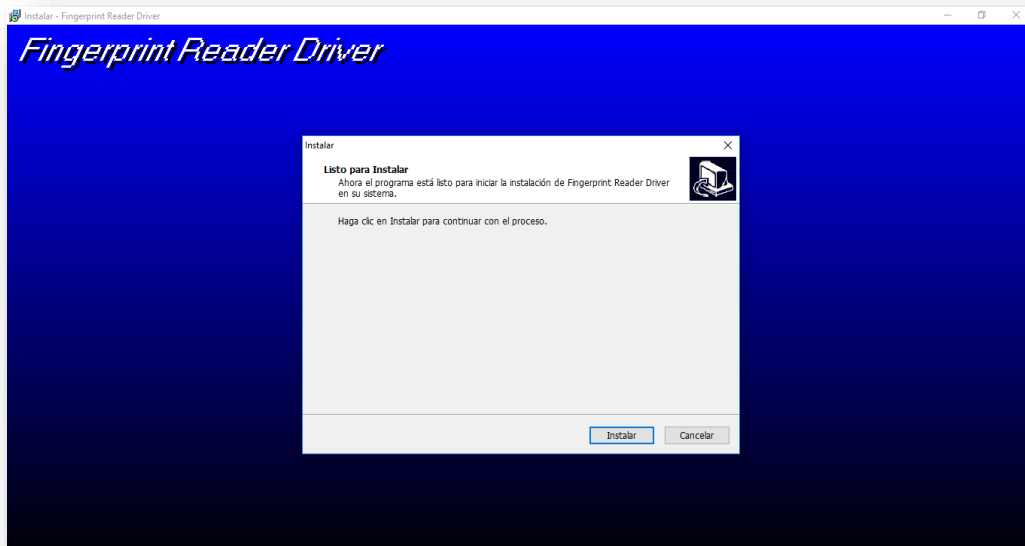 Instalar - Fingerprint Reader Driver
Fingerprint Reader Driver
Instalar
Listo para Instalar
Ahora el programa está listo para iniciar la instalación de Fingerprint Reader Driver
en su sistema.
Haga clic en Instalar para continuar con el proceso.
Instalar
Cancelar